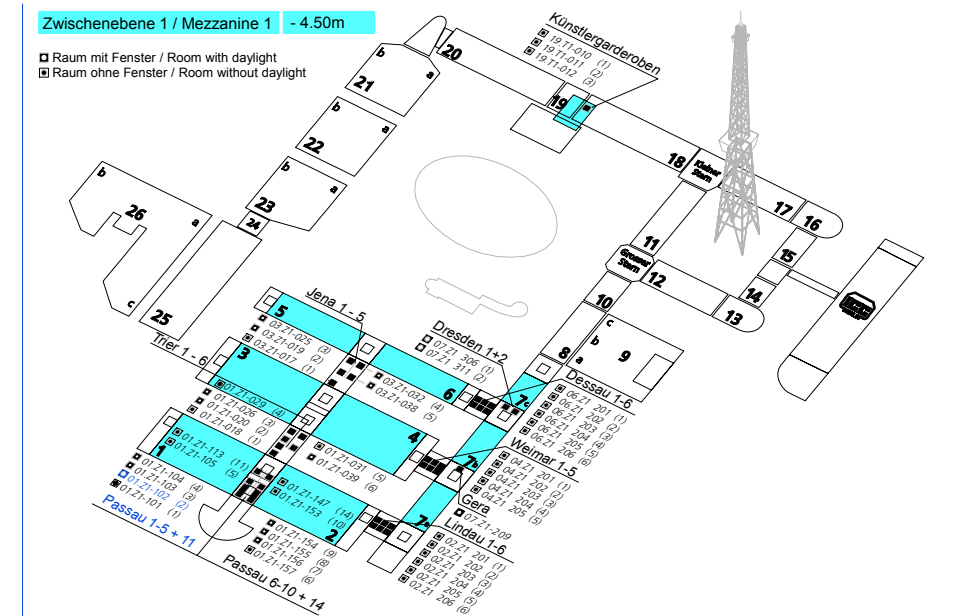 Zwischenebene 1 / Mezzanine 1 - 4.50m
Raum mit Fenster / Room with daylight
Raum ohne Fenster / Room without daylight
Künstlergarderoben
19.T1-010 (1)
19.T1-011 (2)
19.T1-012 (3)
20
b
a
21
19
b
a
22
18
Kleiner
Stern
b
a
23
24
17
16
b
26
a
c
25
11
Grosser
Stern
15
12
14
13
10
c
b
9
a
8
Jena 1 - 5
5
03.Z1-025 (3)
03.Z1-019 (2)
03.Z1-017 (1)
03.Z1-032 (4)
03.Z1-038 (5)
Dresden 1+2
07.Z1 306 (1)
07.Z1 311 (2)
6
7c
Trier 1 - 6
3
01.Z1-029 (4)
01.Z1-026 (3)
01.Z1-020 (2)
01.Z1-018 (1)
4
01.Z1-031 (5)
01.Z1-039 (6)
Dessau 1-6
06.Z1 201 (1)
06.Z1 202 (2)
06.Z1 203 (3)
06.Z1 204 (4)
06.Z1 205 (5)
06.Z1 206 (6)
7b
Weimar 1-5
04.Z1 201 (1)
04.Z1 202 (2)
04.Z1 203 (3)
04.Z1 204 (4)
04.Z1 205 (5)
Gera
07.Z1-209
1
01.Z1-113 (11)
01.Z1-105 (5)
01.Z1-104 (4)
01.Z1-103 (3)
01.Z1-102 (2)
01.Z1-101 (1)
Passau 1-5 + 11
01.Z1-147 (14)
01.Z1-153 (10)
2
01.Z1-154 (9)
01.Z1-155 (8)
01.Z1-156 (7)
01.Z1-157 (6)
Passau 6-10 + 14
7a
Lindau 1-6
02.Z1 201 (1)
02.Z1 202 (2)
02.Z1 203 (3)
02.Z1 204 (4)
02.Z1 205 (5)
02.Z1 206 (6)